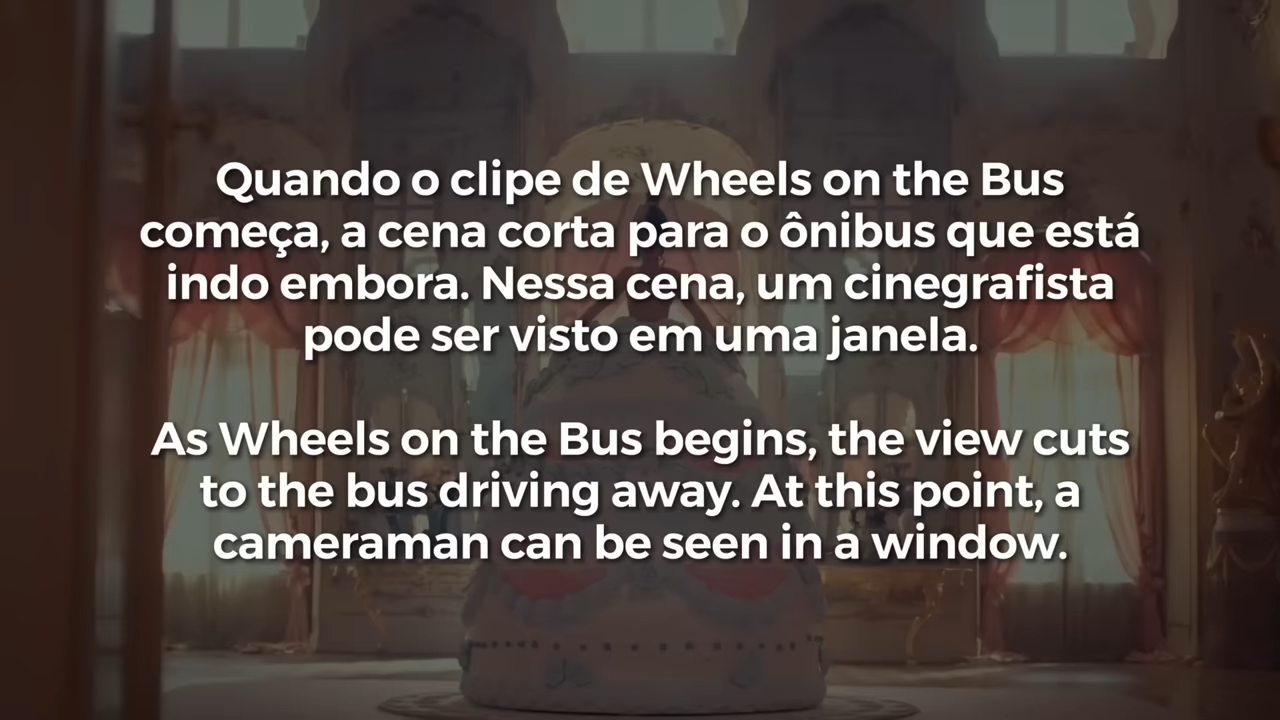 Quando o clipe de Wheels on the Bus
começa, a cena corta para o ônibus que está
indo embora. Nessa cena, um cinegrafista
pode ser visto em uma janela.
As Wheels on the Bus begins, the view cuts
to the bus driving away. At this point, a
cameraman can be seen in a window.